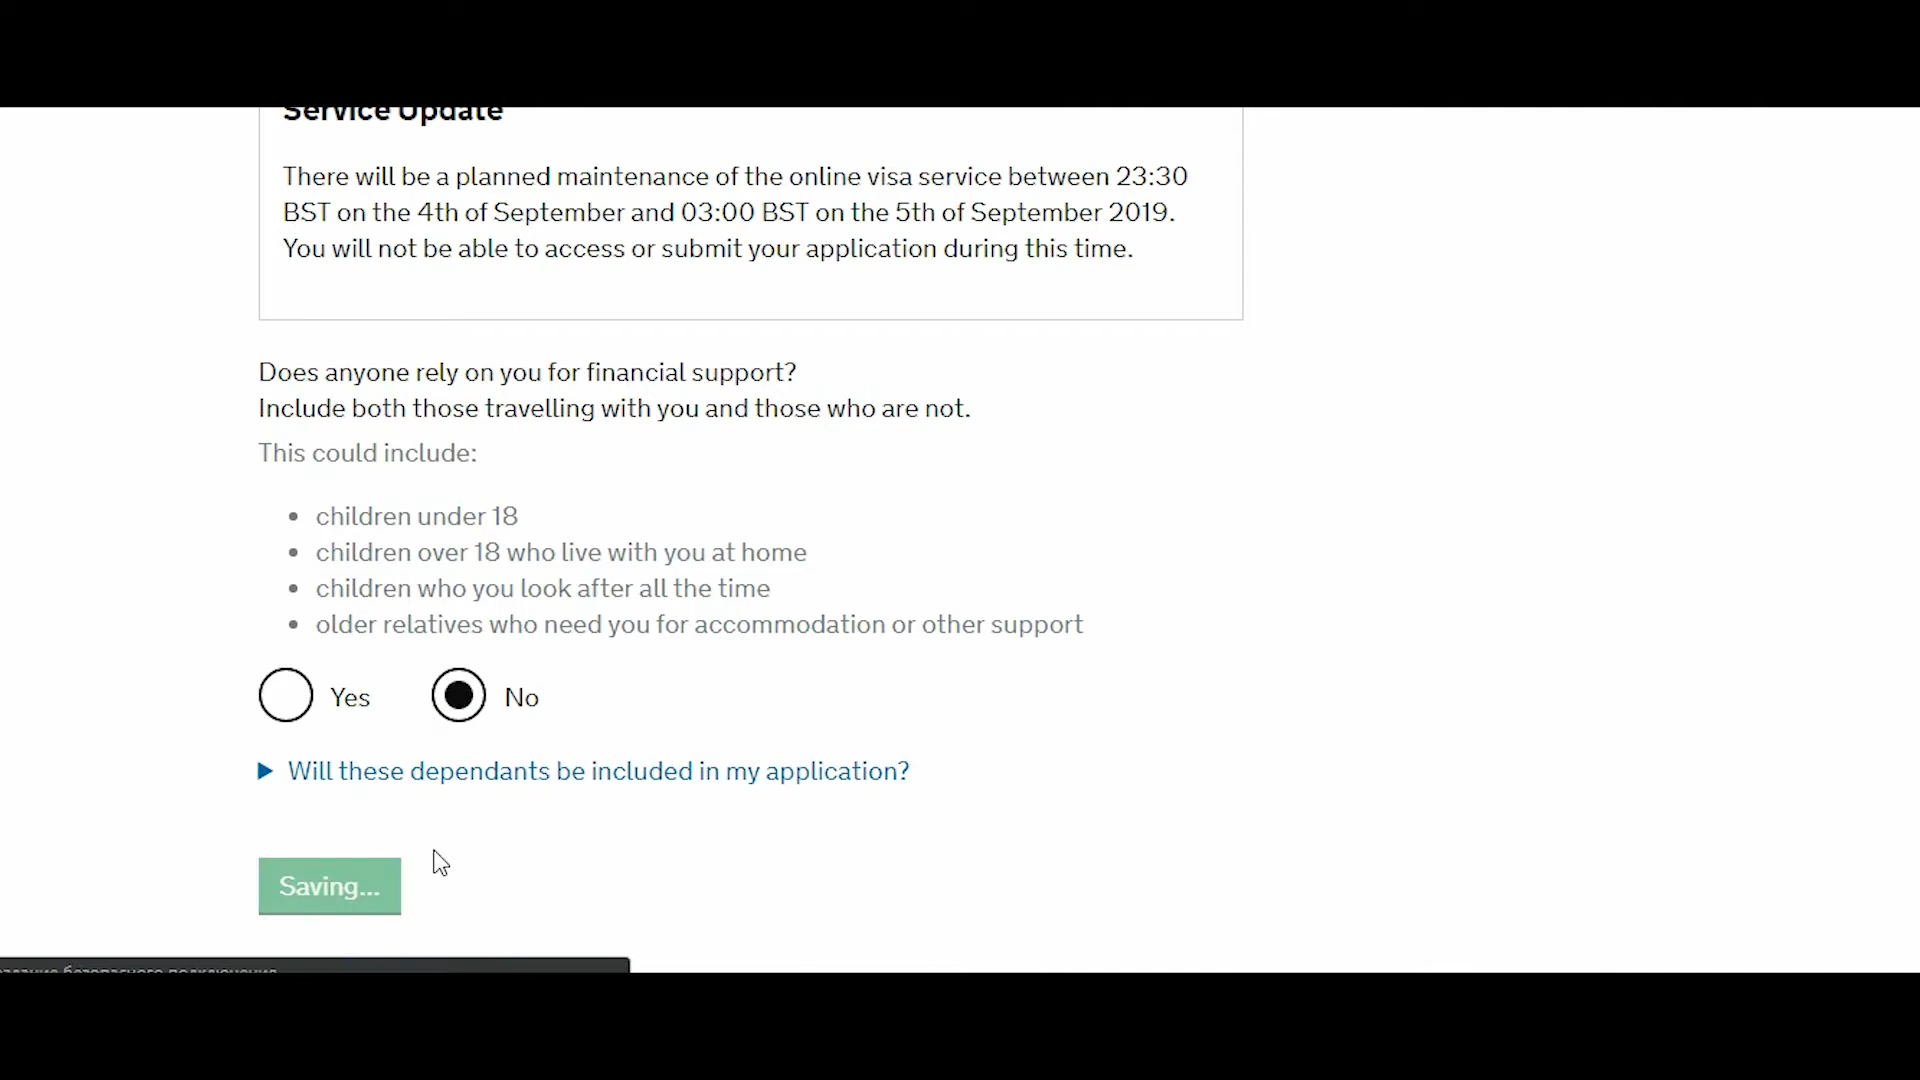 Service Update
There will be a planned maintenance of the online visa service between 23:30
BST on the 4th of September and 03:00 BST on the 5th of September 2019.
You will not be able to access or submit your application during this time.
Does anyone rely on you for financial support?
Include both those travelling with you and those who are not.
This could include:
• children under 18
• children over 18 who live with you at home
• children who you look after all the time
• older relatives who need you for accommodation or other support
Yes No
Will these dependants be included in my application?
Saving...